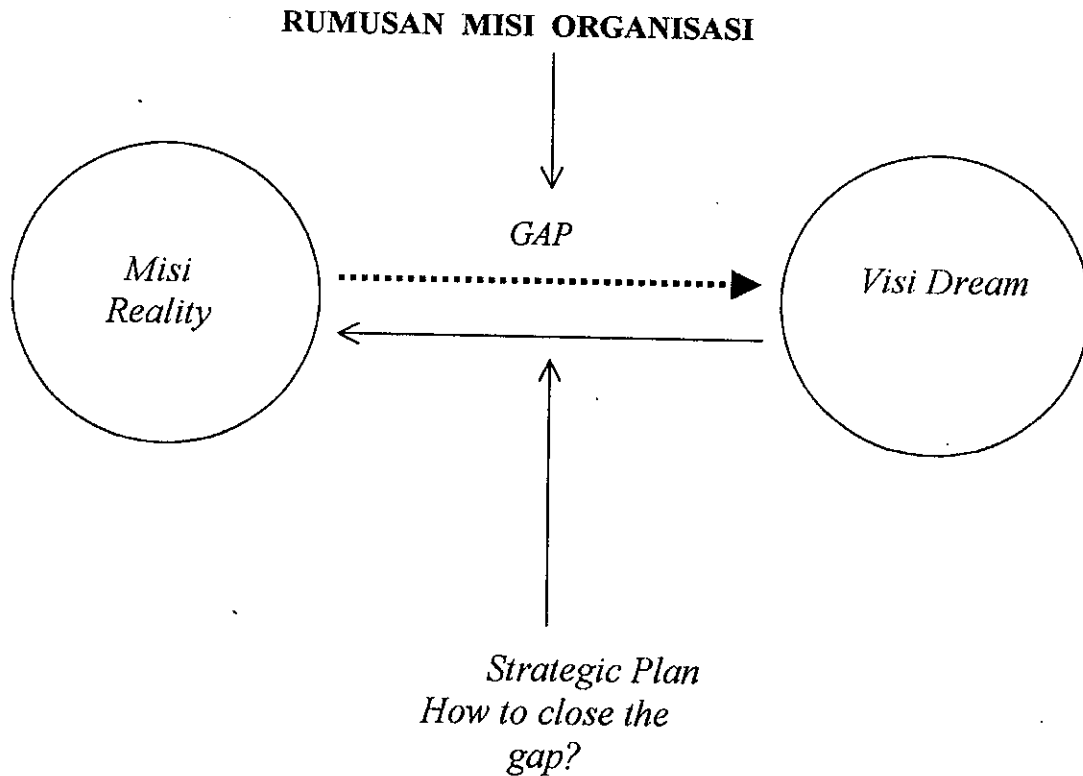 RUMUSAN MISI ORGANISASI
GAP
Misi
Reality
Visi Dream
Strategic Plan
How to close the
gap?